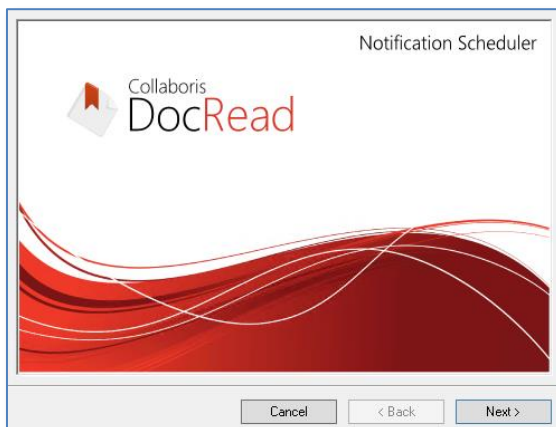 Notification Scheduler
Collaboris
DocRead
Cancel
< Back
Next >